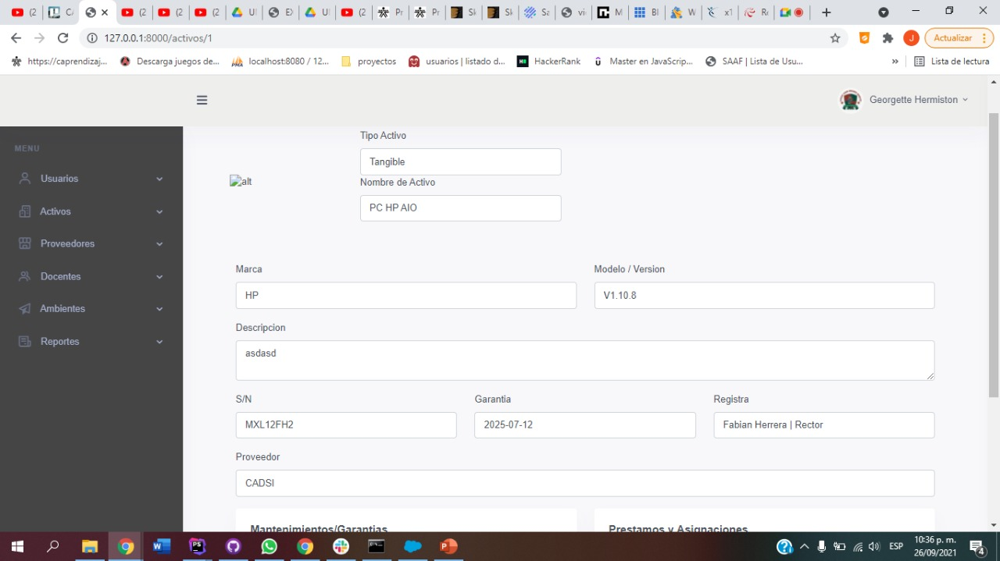 (2
Ca
(2
(2
(2
UI
EX
UI
(2
Pr
Pr
Sk
Sk
Sa
vi
M
Bl
W
x1
Re
127.0.0.1:8000/activos/1
J
Actualizar
https://caprendizaj...
Descarga juegos de...
localhost:8080 / 12...
proyectos
usuarios | listado d...
HackerRank
Master en JavaScrip...
SAAF | Lista de Usu...
»
Lista de lectura
Georgette Hermiston
MENU
Usuarios
Activos
Proveedores
Docentes
Ambientes
Reportes
Tipo Activo
Tangible
alt
Nombre de Activo
PC HP AIO
Marca
Modelo / Version
HP
V1.10.8
Descripcion
asdasd
S/N
Garantia
Registra
MXL12FH2
2025-07-12
Fabian Herrera | Rector
Proveedor
CADSI
Mantenimientos/Garantias
Prestamos y Asignaciones
ESP
10:36 p. m.
26/09/2021
4